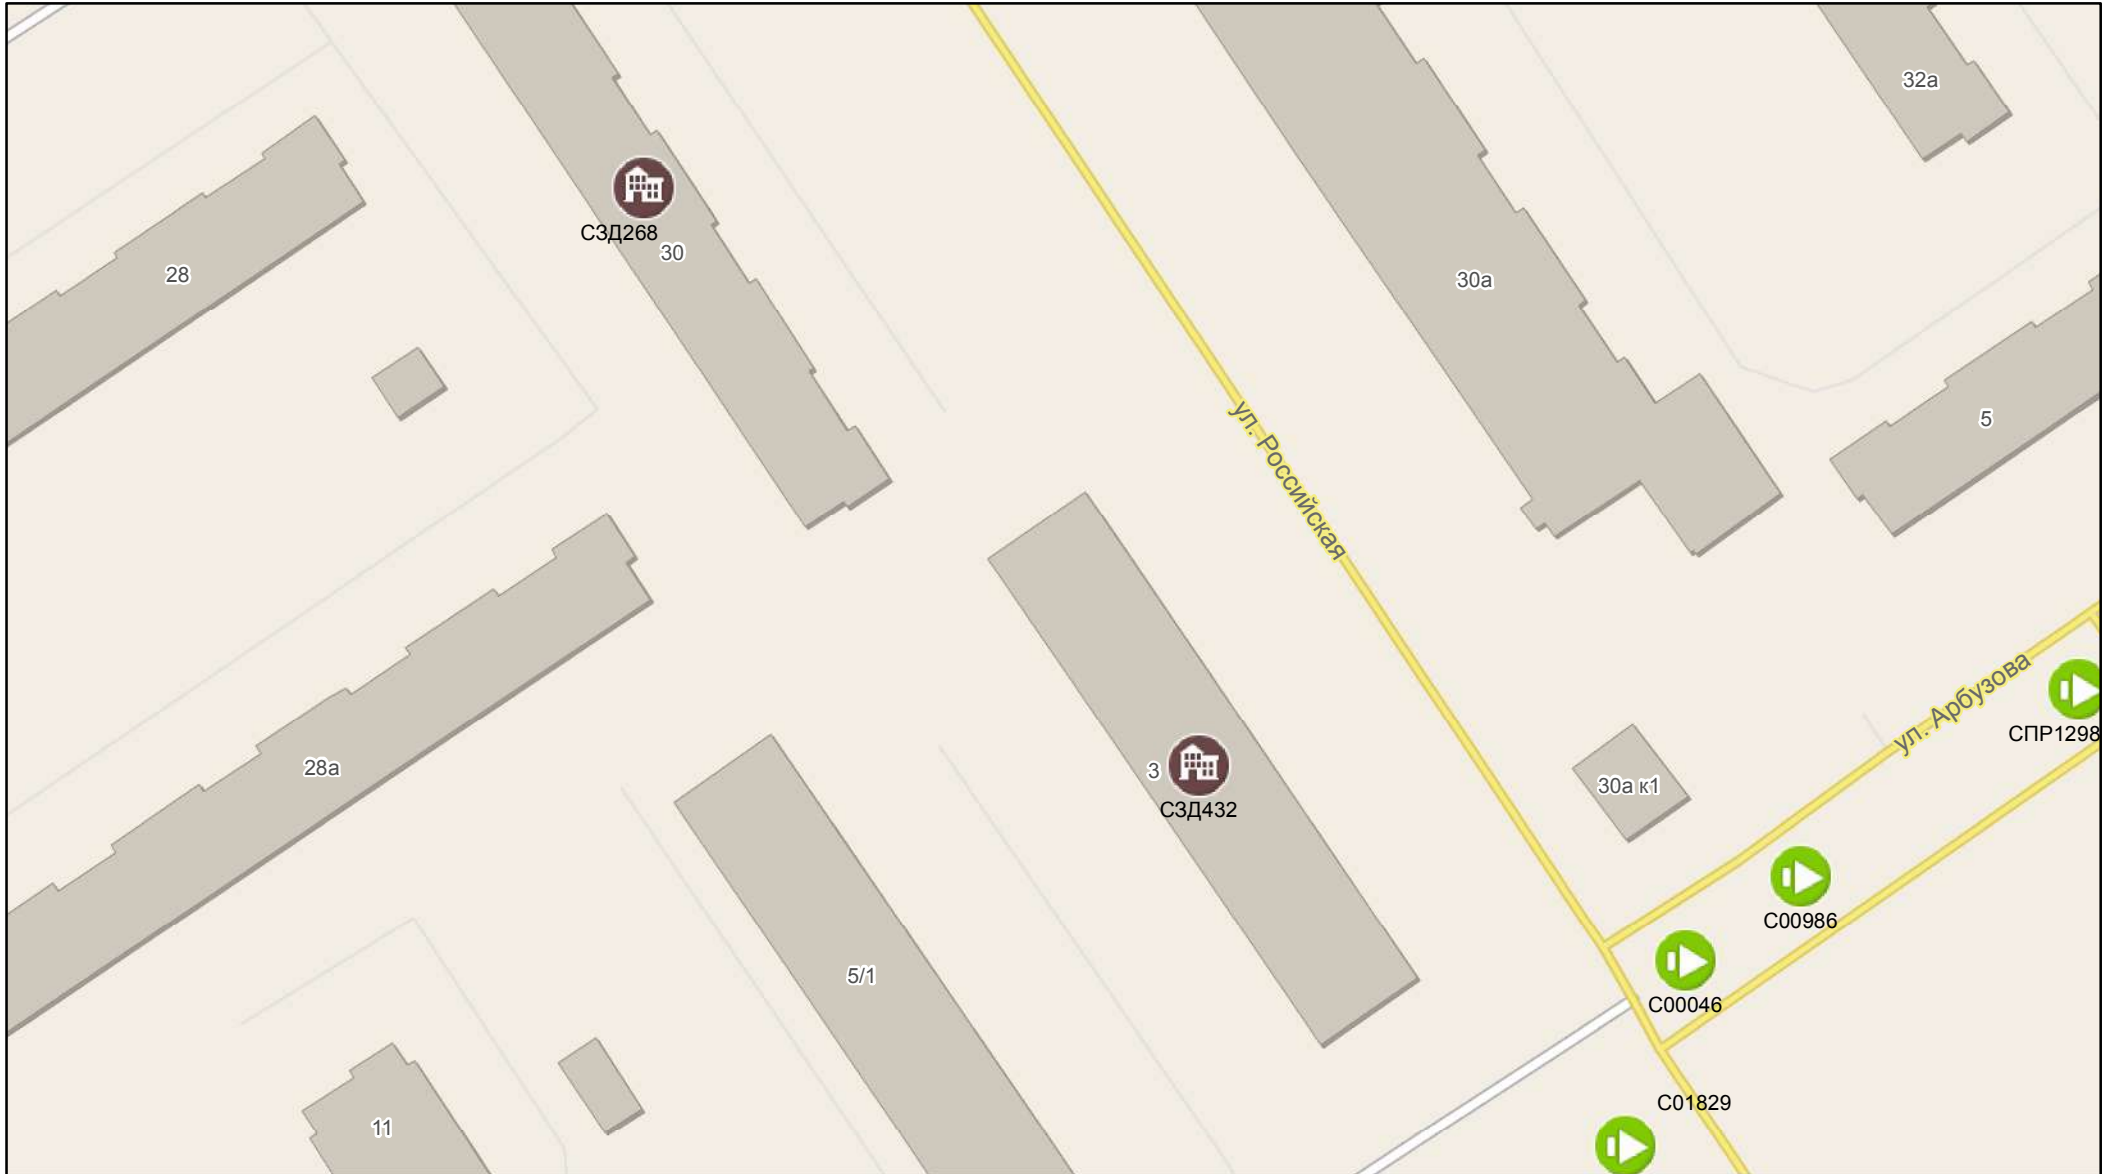 32а
СЗД268
30
28
30а
5
ул. Российская
ул. Арбузова
СПР1298
3
28а
30а к1
СЗД432
С00986
5/1
С00046
С01829
11